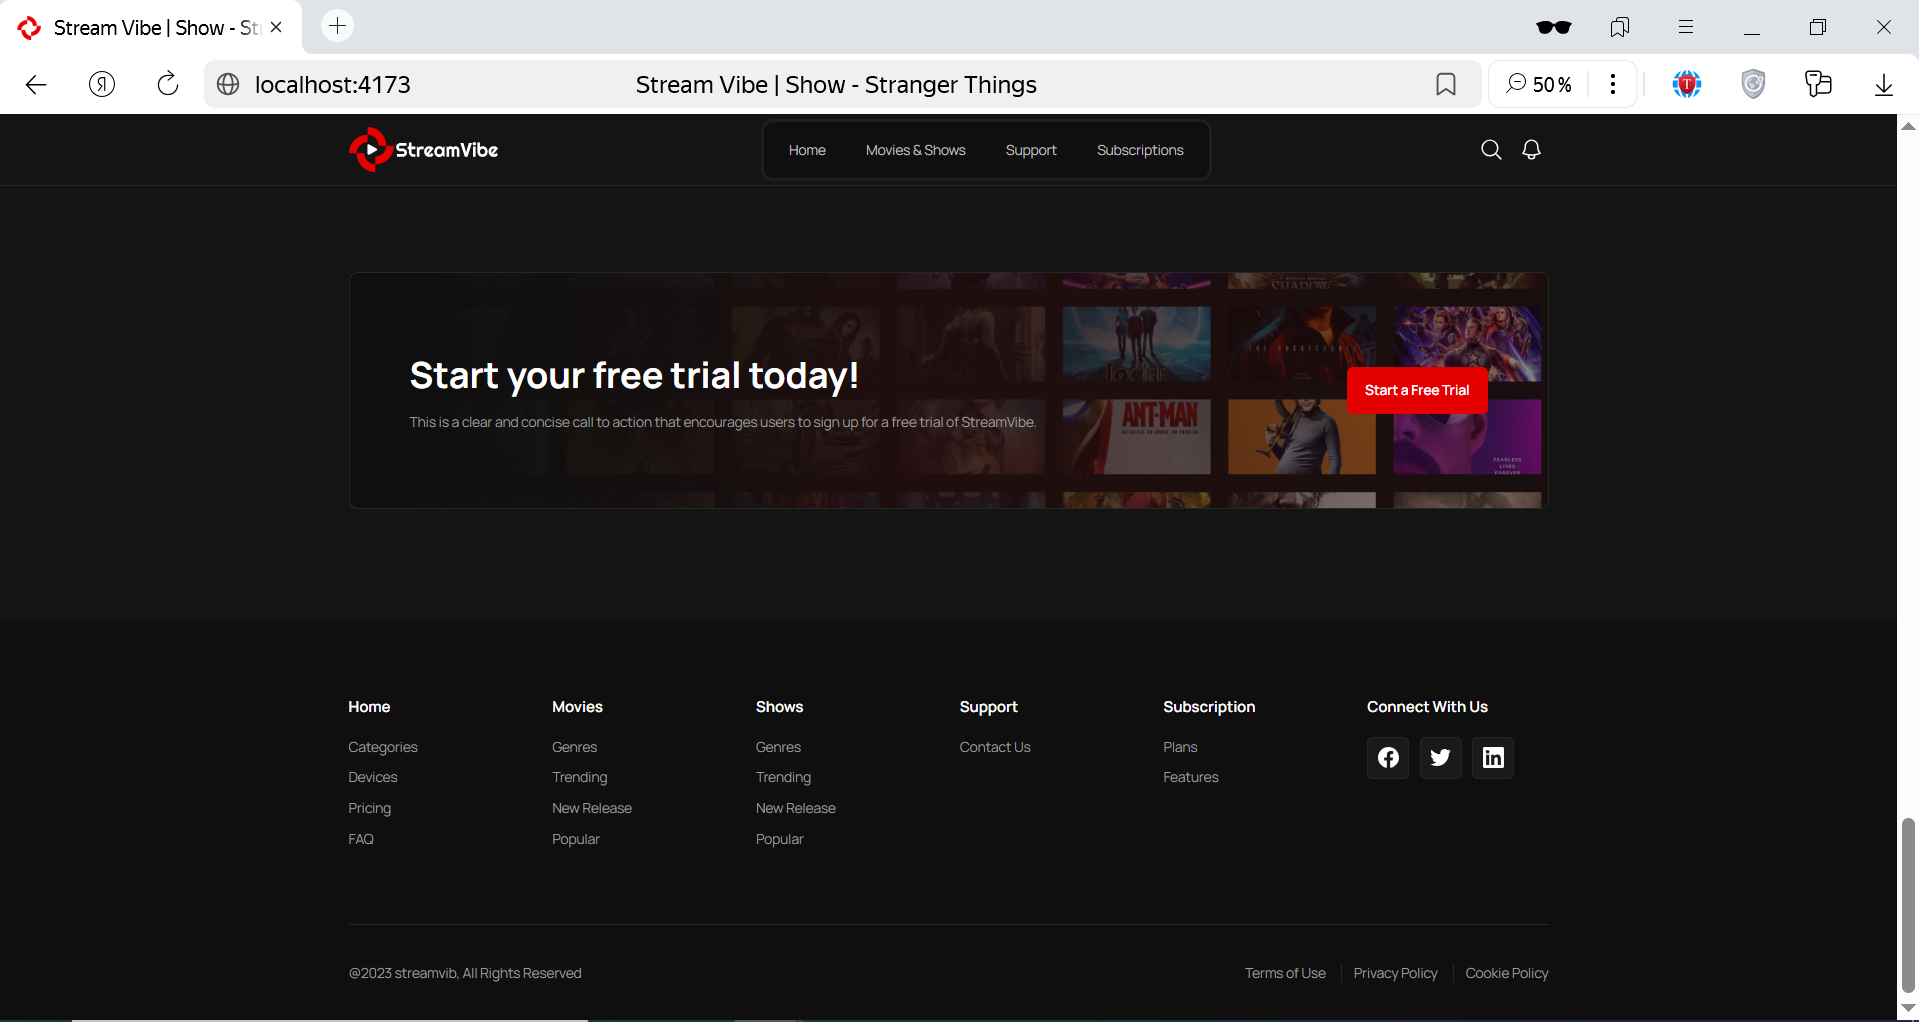 Stream Vibe | Show - St
localhost:4173
Stream Vibe | Show - Stranger Things
50 %
StreamVibe
Home
Movies & Shows
Support
Subscriptions
SHADOW
ANT-MAN
Start your free trial today!
This is a clear and concise call to action that encourages users to sign up for a free trial of StreamVibe.
Start a Free Trial
FEARLESS
LIVES
FOREVER
Home
Categories
Devices
Pricing
FAQ
Movies
Genres
Trending
New Release
Popular
Shows
Genres
Trending
New Release
Popular
Support
Contact Us
Subscription
Plans
Features
Connect With Us
@2023 streamvib, All Rights Reserved
Terms of Use
Privacy Policy
Cookie Policy